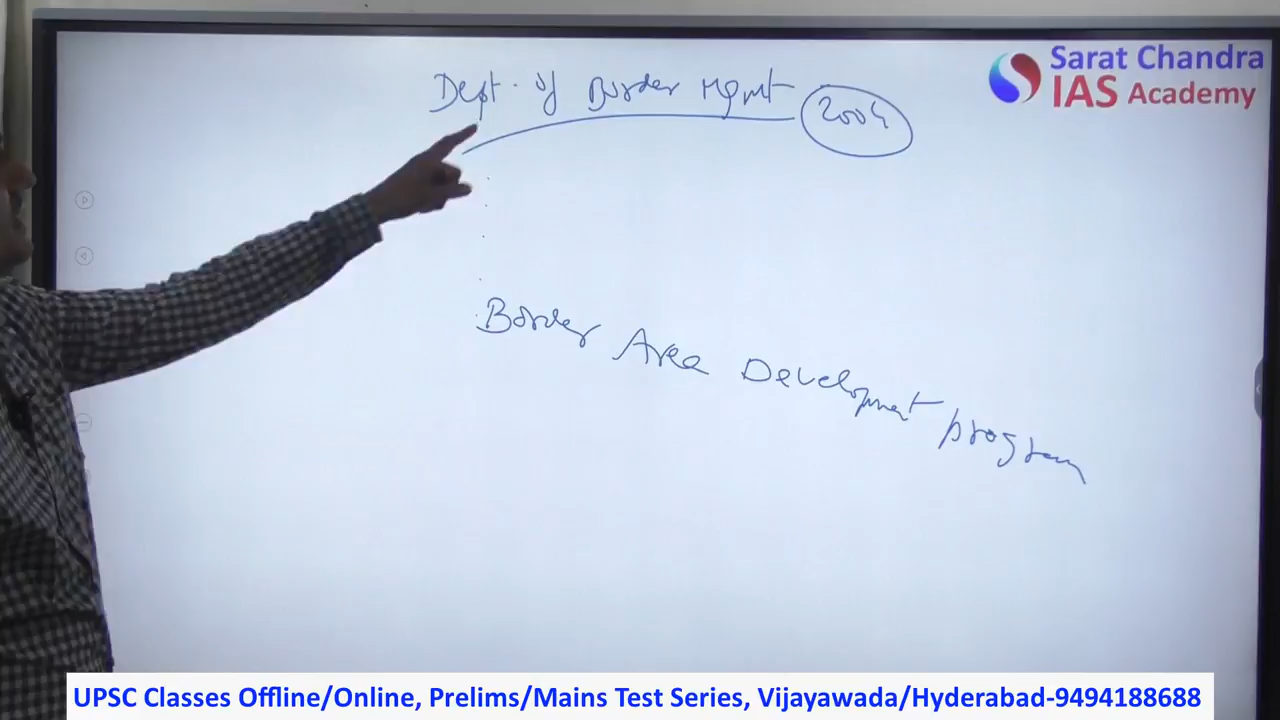 Sarat Chandra
IAS Academy
Dept. of Border Mgmt 2004
Border Area Development program
UPSC Classes Offline/Online, Prelims/Mains Test Series, Vijayawada/Hyderabad-9494188688